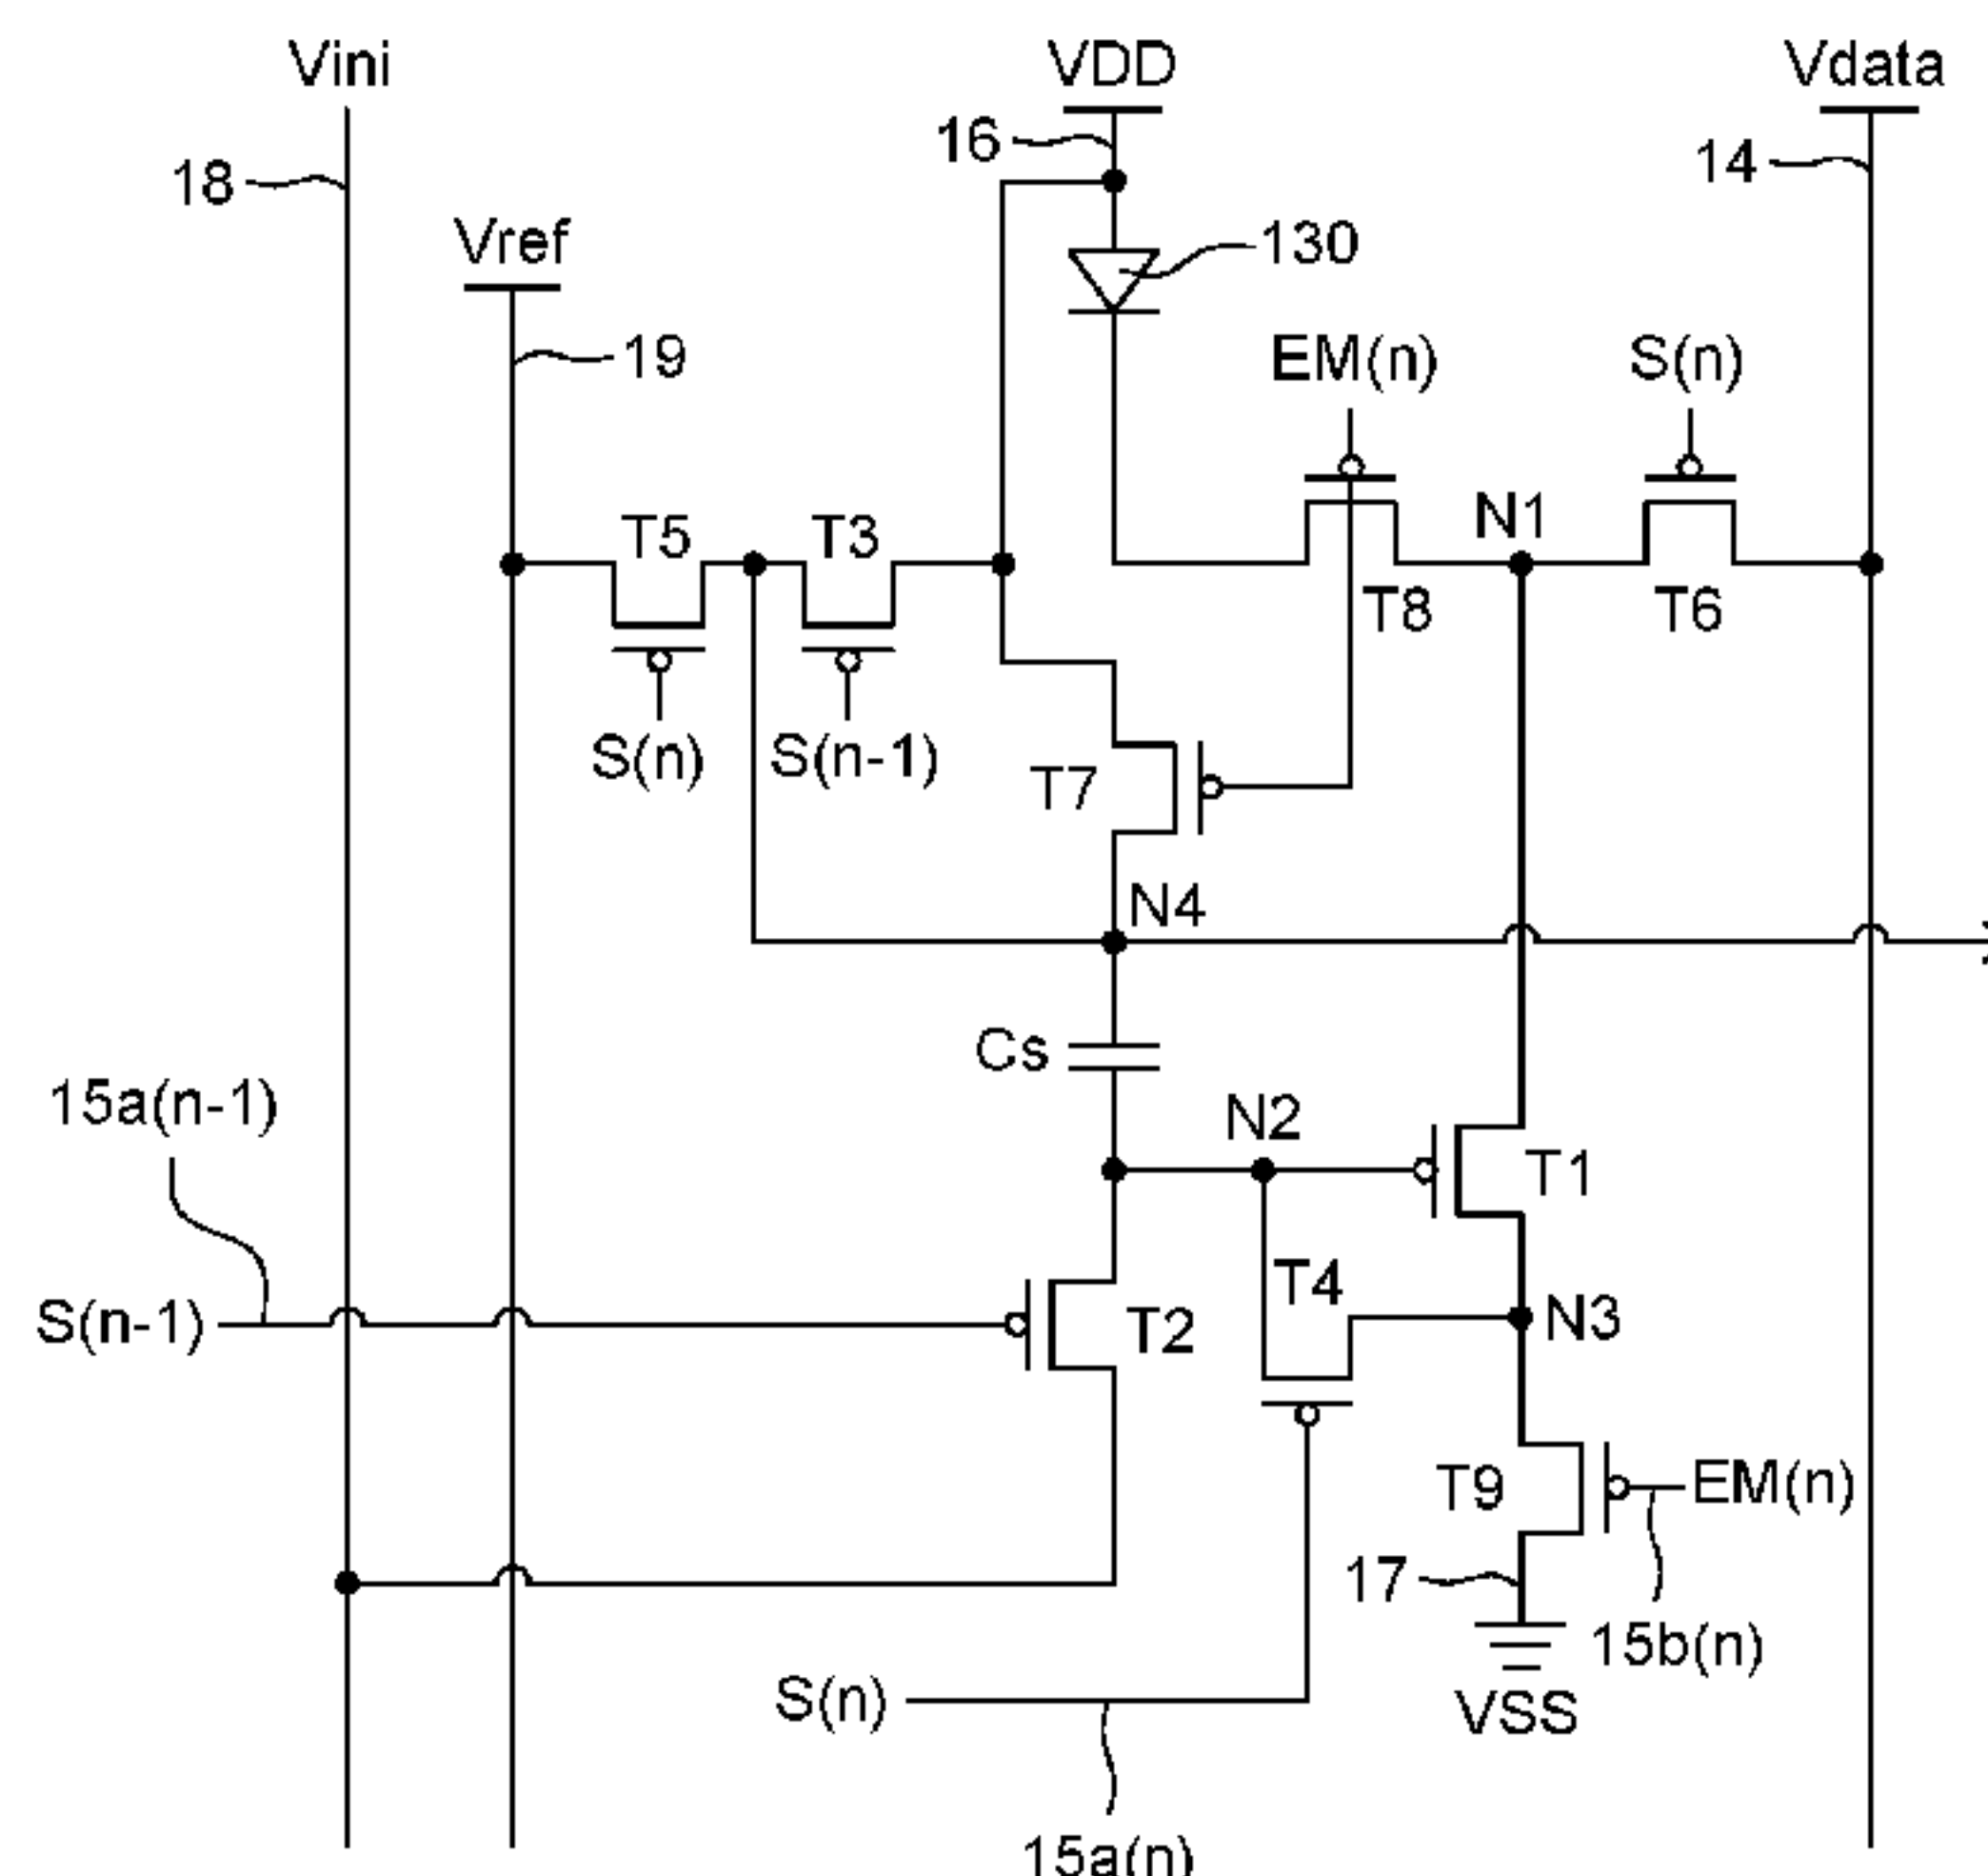 Vini
VDD
Vdata
16
14
18
Vref
130
19
EM(n)
S(n)
T5
T3
N1
T8
T6
S(n)
S(n-1)
T7
N4
Cs
15a(n-1)
N2
T1
T4
S(n-1)
T2
N3
T9
EM(n)
17
15b(n)
S(n)
VSS
15a(n)